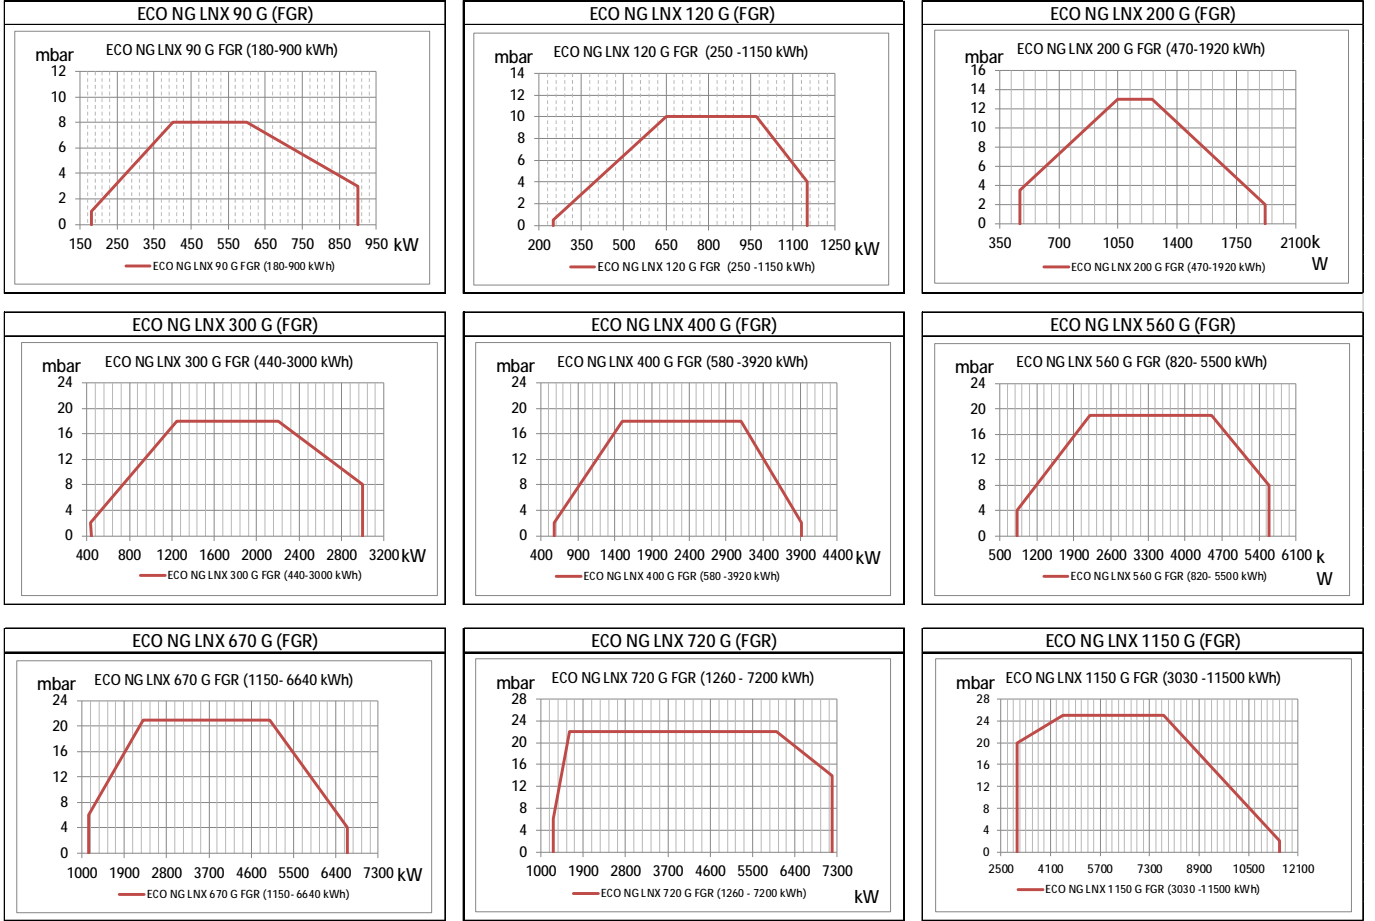 ECO NG LNX 90 G (FGR)
mbar
ECO NG LNX 90 G FGR (180-900 kWh)
12
10
8
6
4
2
0
150 250 350 450 550 650 750 850 950 kW
ECO NG LNX 90 G FGR (180-900 kWh)
ECO NG LNX 120 G (FGR)
mbar
ECO NG LNX 120 G FGR (250 -1150 kWh)
14
12
10
8
6
4
2
0
200 350 500 650 800 950 1100 1250 kW
ECO NG LNX 120 G FGR (250 -1150 kWh)
ECO NG LNX 200 G (FGR)
mbar
ECO NG LNX 200 G FGR (470-1920 kWh)
16
14
12
10
8
6
4
2
0
350 700 1050 1400 1750 2100 k
W
ECO NG LNX 200 G FGR (470-1920 kWh)
ECO NG LNX 300 G (FGR)
mbar
ECO NG LNX 300 G FGR (440-3000 kWh)
24
20
16
12
8
4
0
400 800 1200 1600 2000 2400 2800 3200 kW
ECO NG LNX 300 G FGR (440-3000 kWh)
ECO NG LNX 400 G (FGR)
mbar
ECO NG LNX 400 G FGR (580 -3920 kWh)
24
20
16
12
8
4
0
400 900 1400 1900 2400 2900 3400 3900 4400 kW
ECO NG LNX 400 G FGR (580 -3920 kWh)
ECO NG LNX 560 G (FGR)
mbar
ECO NG LNX 560 G FGR (820- 5500 kWh)
24
20
16
12
8
4
0
500 1200 1900 2600 3300 4000 4700 5400 6100 k
W
ECO NG LNX 560 G FGR (820- 5500 kWh)
ECO NG LNX 670 G (FGR)
mbar
ECO NG LNX 670 G FGR (1150- 6640 kWh)
24
20
16
12
8
4
0
1000 1900 2800 3700 4600 5500 6400 7300 kW
ECO NG LNX 670 G FGR (1150- 6640 kWh)
ECO NG LNX 720 G (FGR)
mbar
ECO NG LNX 720 G FGR (1260 - 7200 kWh)
28
24
20
16
12
8
4
0
1000 1900 2800 3700 4600 5500 6400 7300
kW
ECO NG LNX 720 G FGR (1260 - 7200 kWh)
ECO NG LNX 1150 G (FGR)
mbar
ECO NG LNX 1150 G FGR (3030 -11500 kWh)
28
24
20
16
12
8
4
0
2500 4100 5700 7300 8900 10500 12100
kW
ECO NG LNX 1150 G FGR (3030 -11500 kWh)